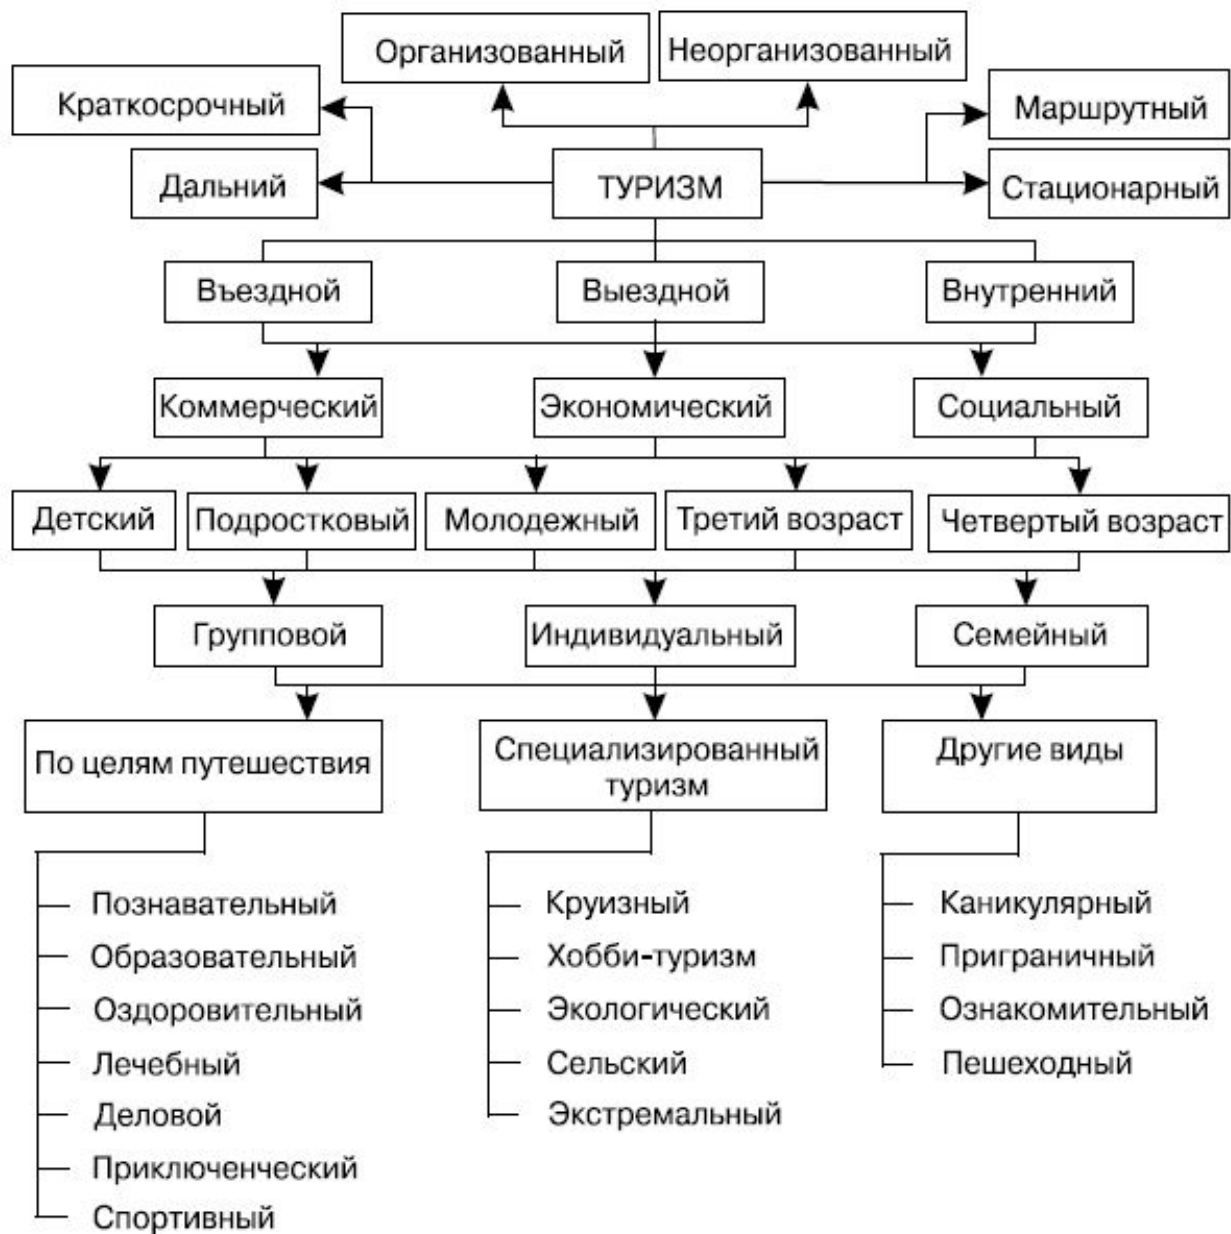 Организованный
Неорганизованный
Краткосрочный
Маршрутный
Дальний
ТУРИЗМ
Стационарный
Въездной
Выездной
Внутренний
Коммерческий
Экономический
Социальный
Детский
Подростковый
Молодежный
Третий возраст
Четвертый возраст
Групповой
Индивидуальный
Семейный
По целям путешествия
Специализированный
туризм
Другие виды
Познавательный
Образовательный
Оздоровительный
Лечебный
Деловой
Приключенческий
Спортивный
Круизный
Хобби-туризм
Экологический
Сельский
Экстремальный
Каникулярный
Приграничный
Ознакомительный
Пешеходный